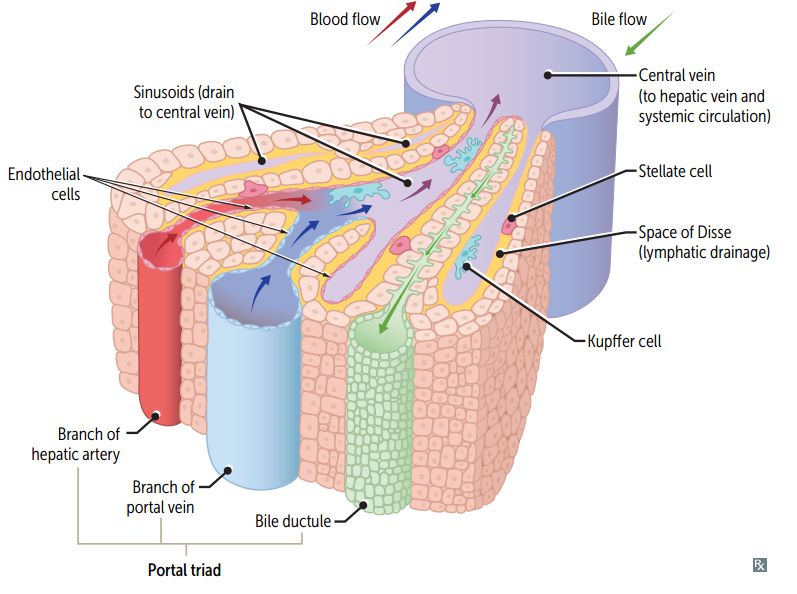 Blood flow
Bile flow
Sinusoids (drain
to central vein)
Central vein
(to hepatic vein and
systemic circulation)
Endothelial
cells
Stellate cell
Space of Disse
(lymphatic drainage)
Kupffer cell
Branch of
hepatic artery
Branch of
portal vein
Bile ductule
Portal triad
Rx